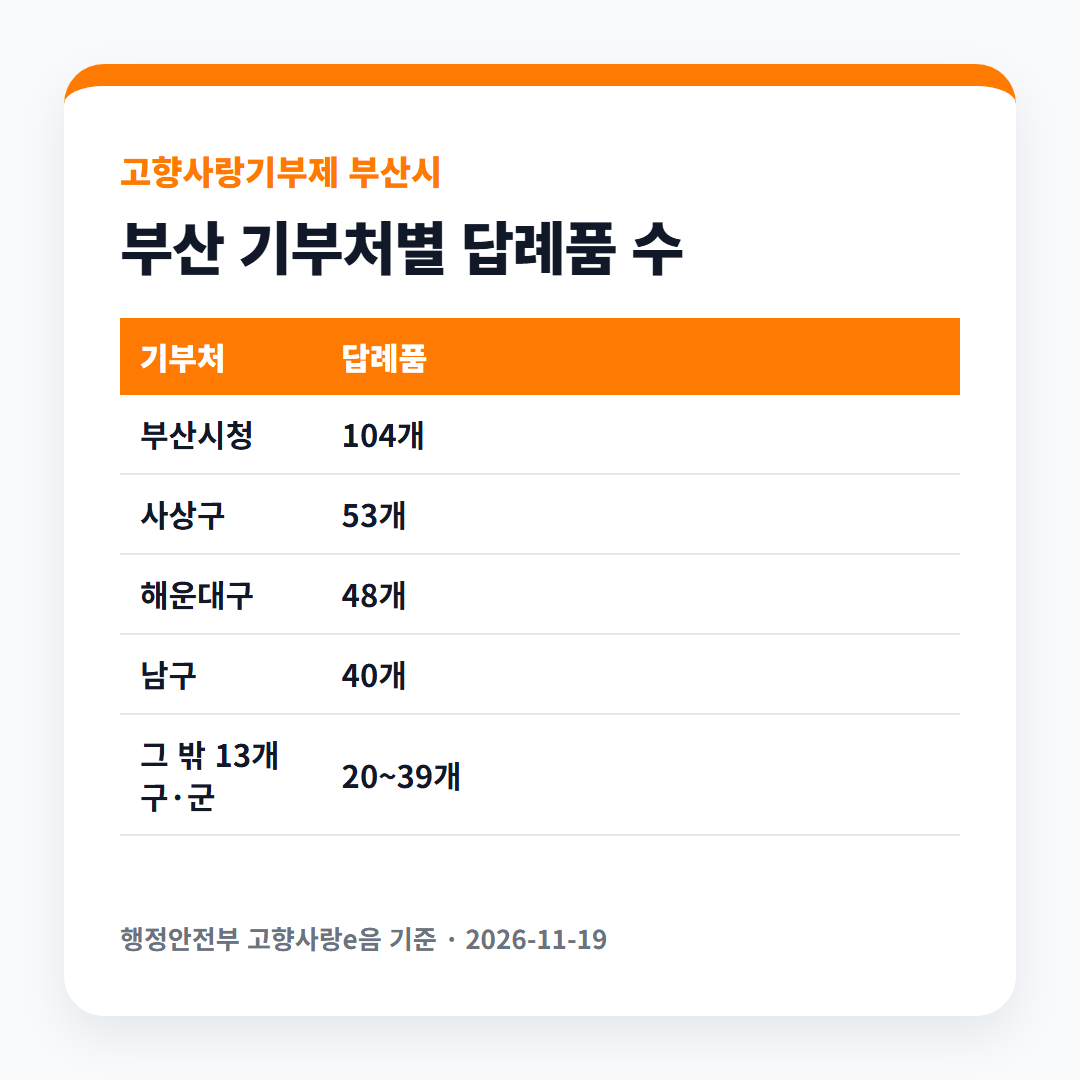 고향사랑기부제 부산시
부산 기부처별 답례품 수
기부처 답례품
부산시청 104개
사상구 53개
해운대구 48개
남구 40개
그 밖 13개
구·군
20~39개
행정안전부 고향사랑e음 기준 · 2026-11-19